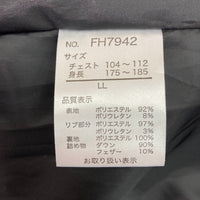 NO. FH7942
サイズ
チェスト 104～112
身長 175～185
LL
品質表示
表地 ポリエステル 92%
ポリウレタン 8%
リブ部分 ポリエステル 97%
ポリウレタン 3%
裏地 ポリエステル 100%
詰め物 ダウン 90%
フェザー 10%
お取り扱い表示